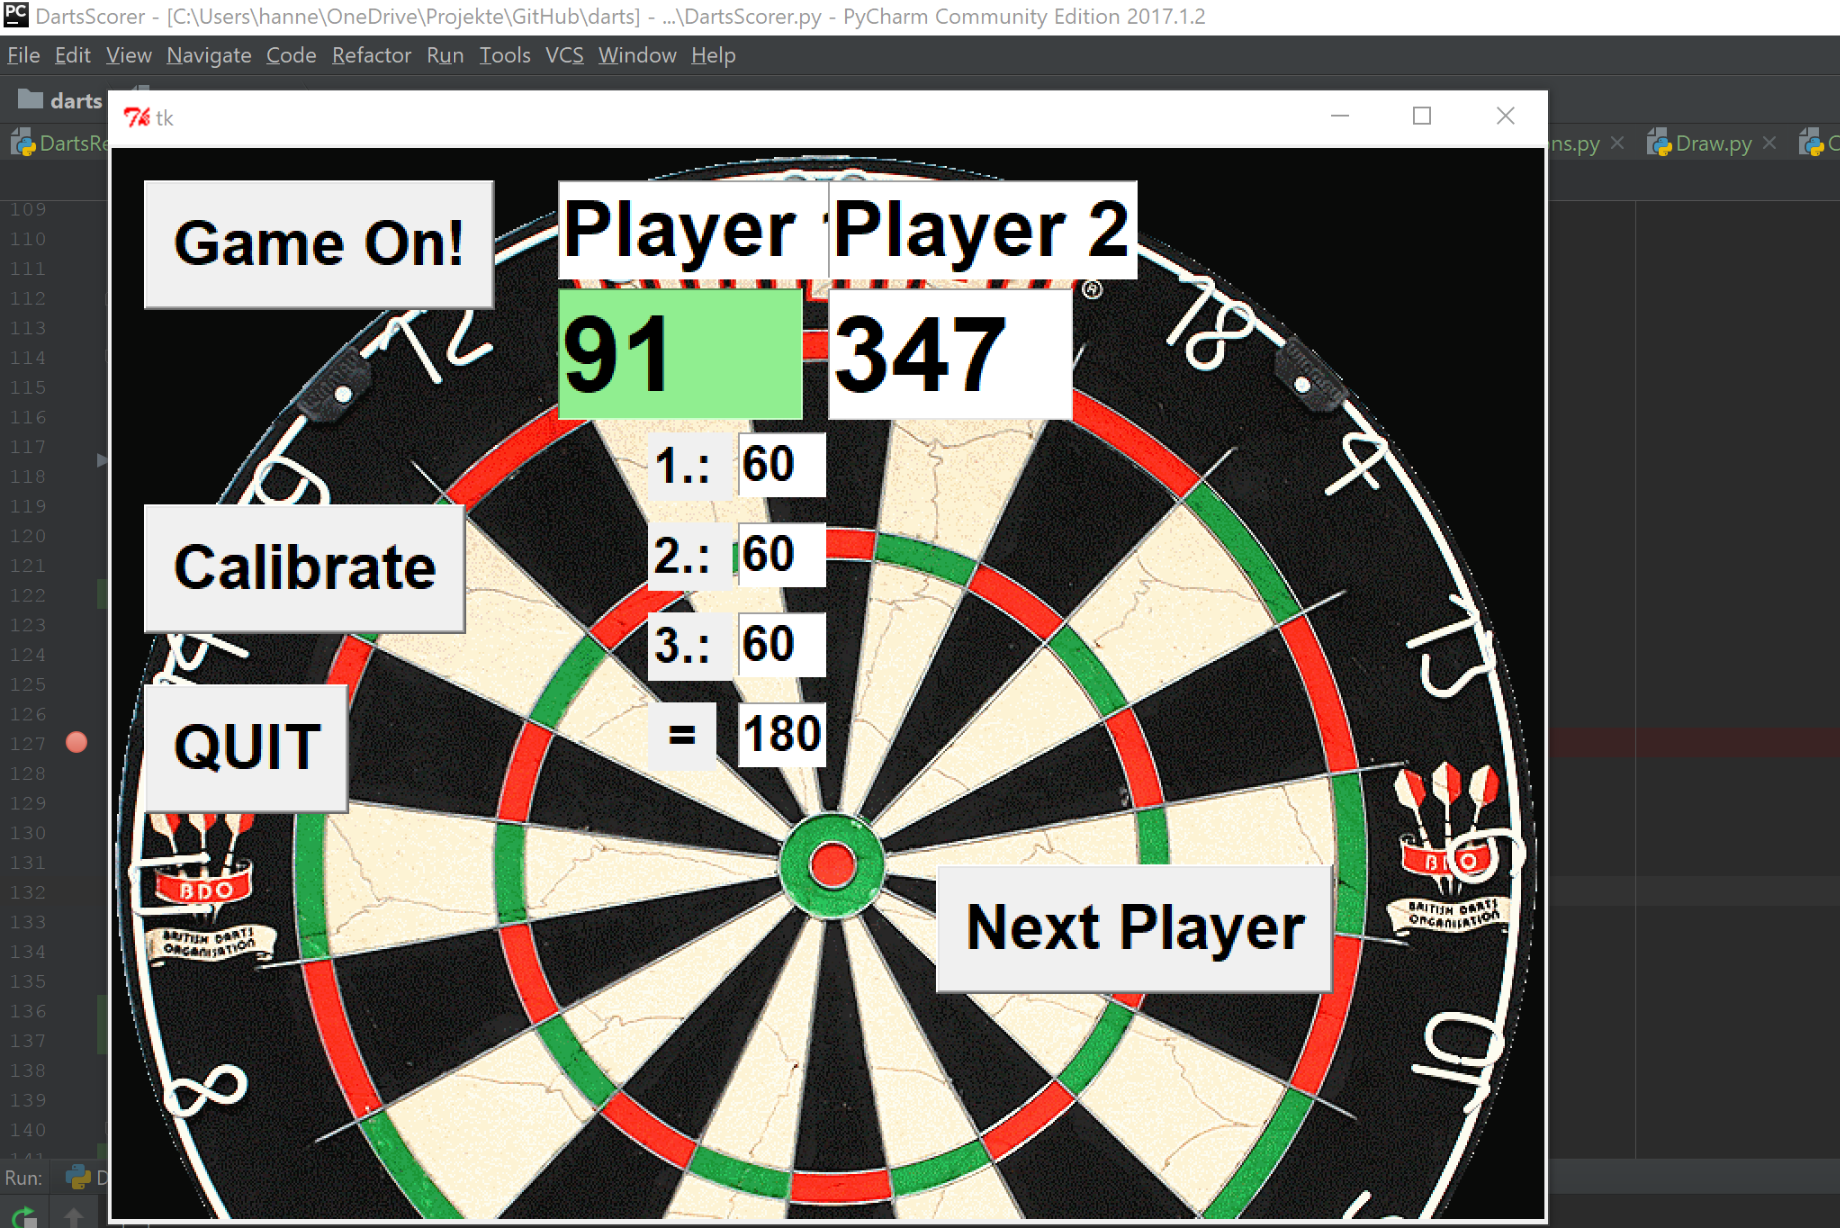 DartsScorer - [C:\Users\hanne\OneDrive\Projekte\GitHub\darts] - ...\DartsScorer.py - PyCharm Community Edition 2017.1.2
File Edit View Navigate Code Refactor Run Tools VCS Window Help
darts
tk
DartsRe
ns.py
Draw.py
Game On!
Player
Player 2
91
347
1.: 60
2.: 60
3.: 60
= 180
Calibrate
QUIT
Next Player
12
18
4
13
6
10
8
BDO
BRITISH DARTS
ORGANISATION
BDO
BRITISH DARTS
ORGANISATION
109
110
111
112
113
114
115
116
117
118
119
120
121
122
123
124
125
126
127
128
129
130
131
132
133
134
135
136
137
138
139
140
Run: